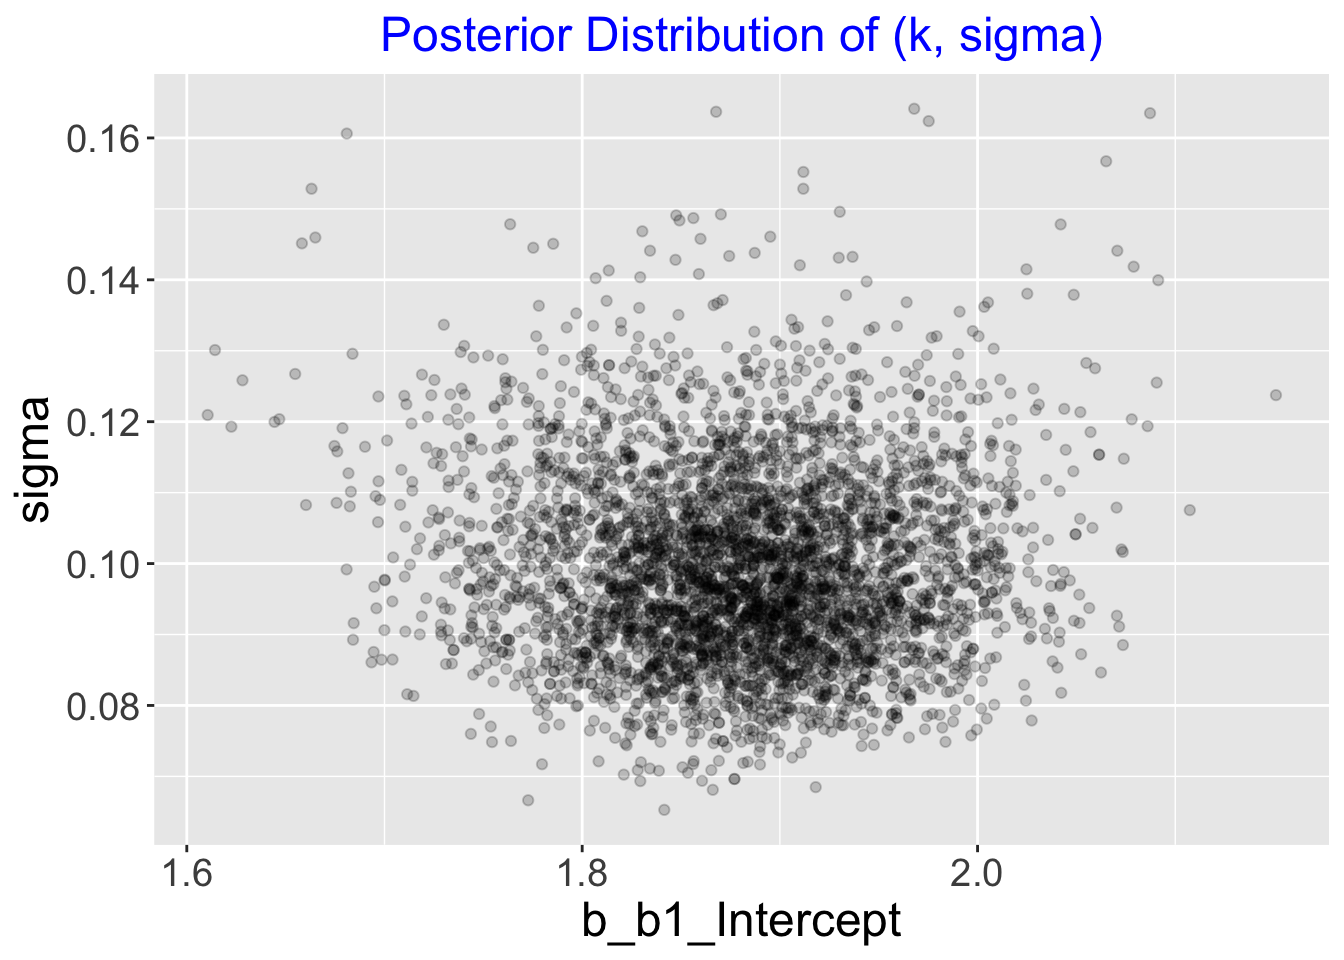 Posterior Distribution of (k, sigma)
0.16
0.14
0.12
0.10
0.08
sigma
1.6 1.8 2.0
b_b1_Intercept